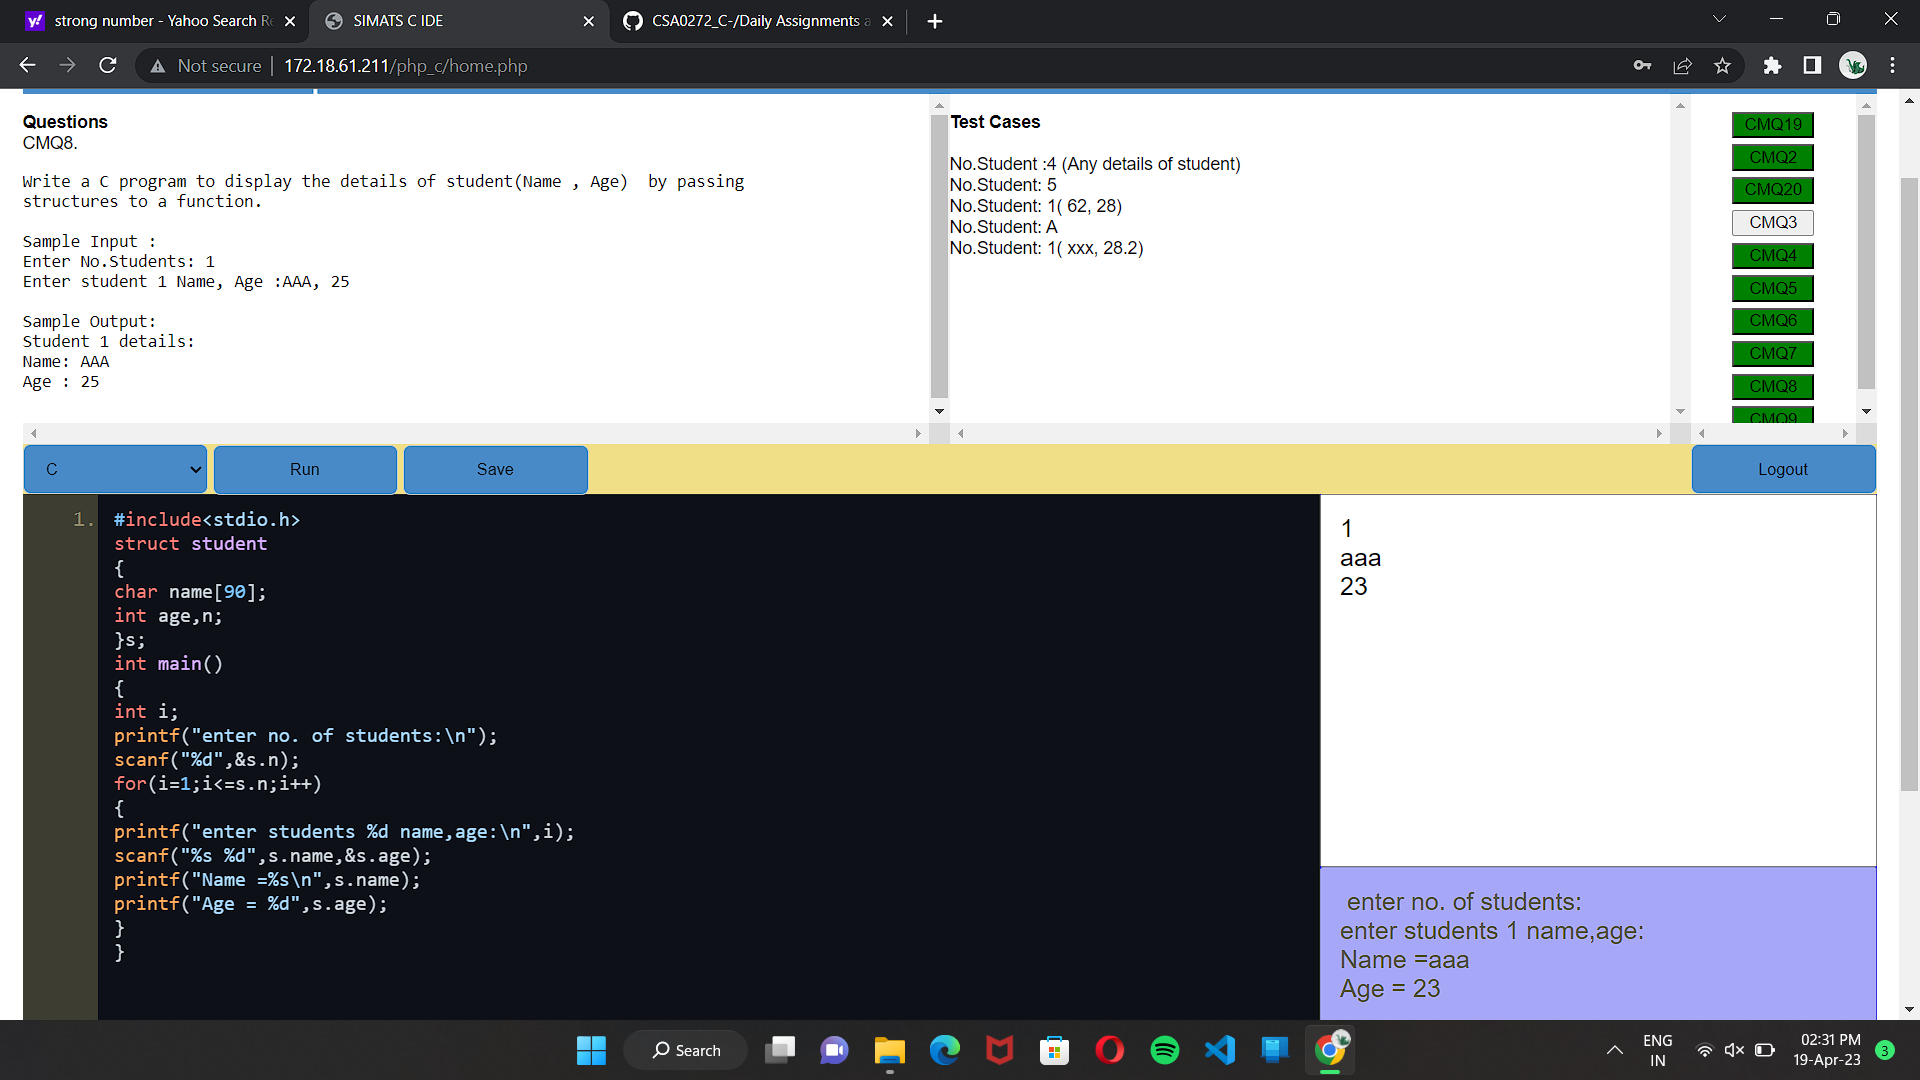 strong number - Yahoo Search Re
SIMATS C IDE
CSA0272_C-/Daily Assignments a
Not secure
172.18.61.211/php_c/home.php
Questions
CMQ8.
Write a C program to display the details of student(Name , Age)  by passing
structures to a function.
Sample Input :
Enter No.Students: 1
Enter student 1 Name, Age :AAA, 25
Sample Output:
Student 1 details:
Name: AAA
Age : 25
Test Cases
No.Student :4 (Any details of student)
No.Student: 5
No.Student: 1( 62, 28)
No.Student: A
No.Student: 1( xxx, 28.2)
CMQ19
CMQ2
CMQ20
CMQ3
CMQ4
CMQ5
CMQ6
CMQ7
CMQ8
CMQ9
C
Run
Save
Logout
1. #include<stdio.h>
struct student
{
char name[90];
int age,n;
}s;
int main()
{
int i;
printf("enter no. of students:\n");
scanf("%d",&s.n);
for(i=1;i<=s.n;i++)
{
printf("enter students %d name,age:\n",i);
scanf("%s %d",s.name,&s.age);
printf("Name =%s\n",s.name);
printf("Age = %d",s.age);
}
}
1
aaa
23
enter no. of students:
enter students 1 name,age:
Name =aaa
Age = 23
Search
ENG
IN
02:31 PM
19-Apr-23
3